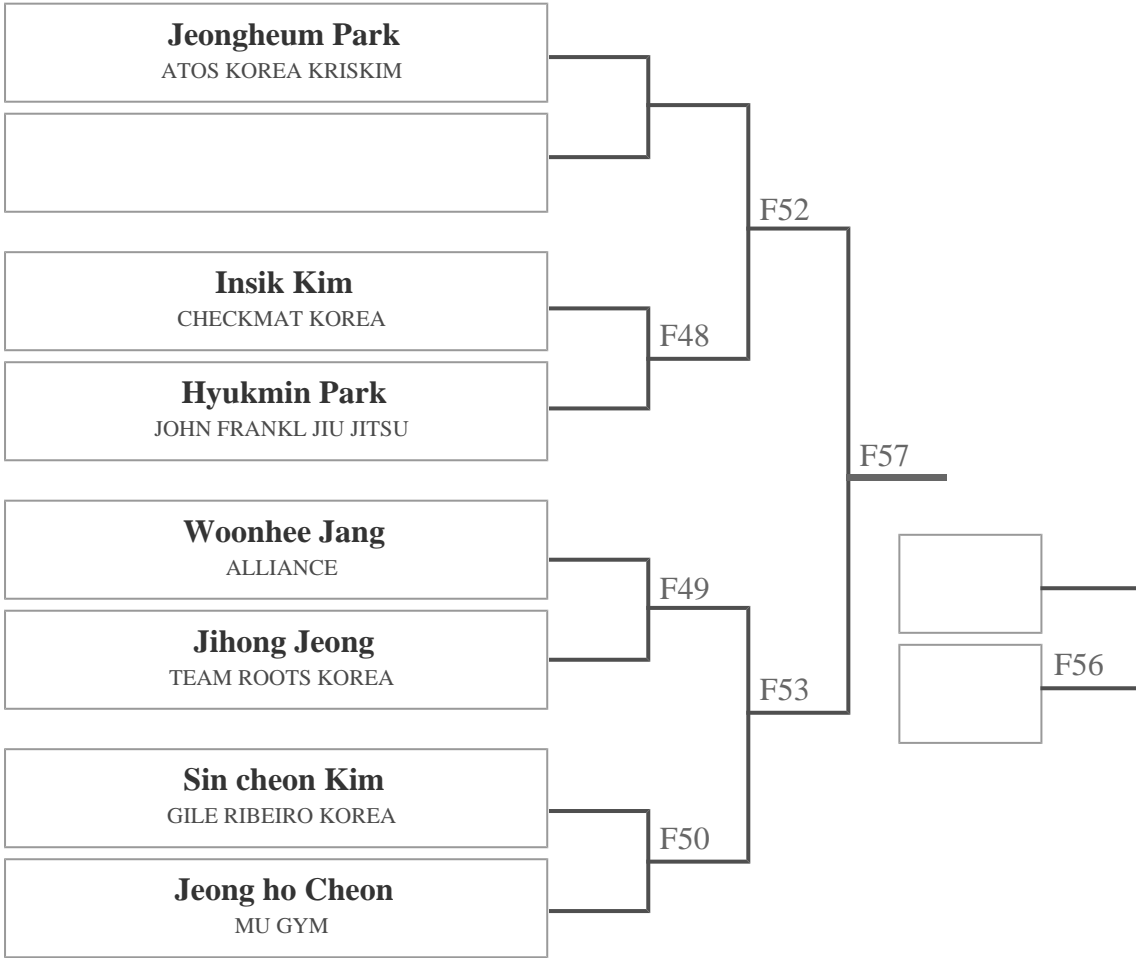 Jeongheum Park
ATOS KOREA KRISKIM
F52
Insik Kim
CHECKMAT KOREA
F48
Hyukmin Park
JOHN FRANKL JIU JITSU
F57
Woonhee Jang
ALLIANCE
F49
Jihong Jeong
TEAM ROOTS KOREA
F56
F53
Sin cheon Kim
GILE RIBEIRO KOREA
F50
Jeong ho Cheon
MU GYM